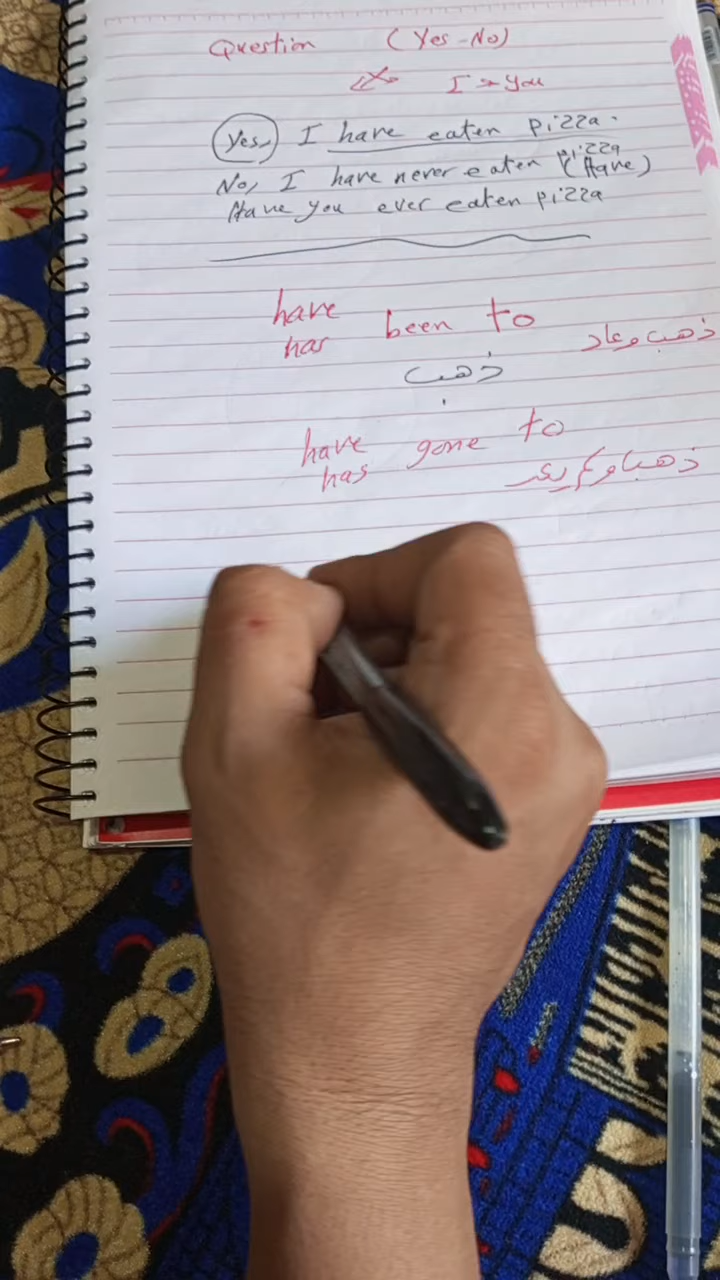 Question (Yes-No)
I → you
Yes, I have eaten pizza.
No, I have never eaten pizza (Have)
Have you ever eaten pizza
have
has been to ذهب وعاد
ذهب
have
has gone to
ذهب ولم يعد